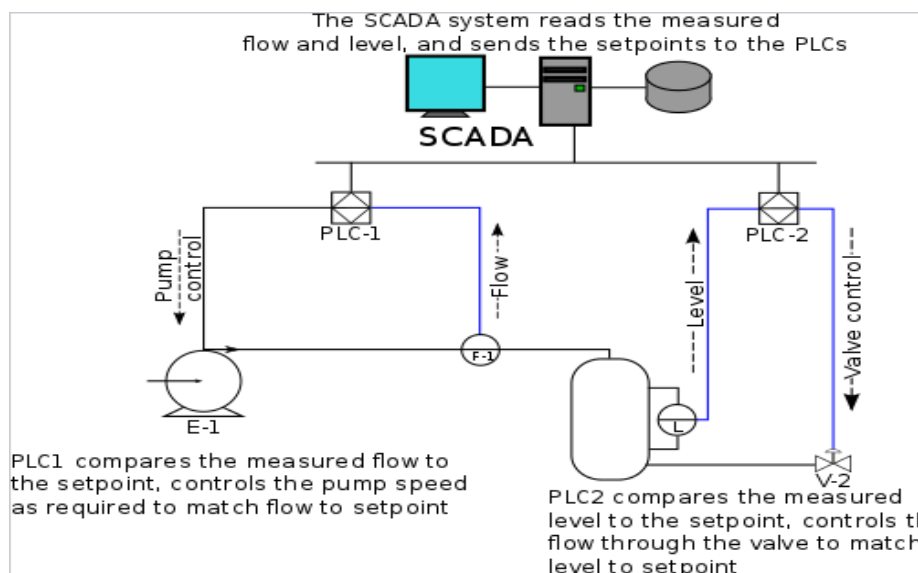 The SCADA system reads the measured
flow and level, and sends the setpoints to the PLCs
SCADA
PLC-1
PLC-2
Pump
control
Flow
Level
Valve control
F-1
E-1
L
V-2
PLC1 compares the measured flow to
the setpoint, controls the pump speed
as required to match flow to setpoint
PLC2 compares the measured
level to the setpoint, controls th
flow through the valve to match
level to setpoint